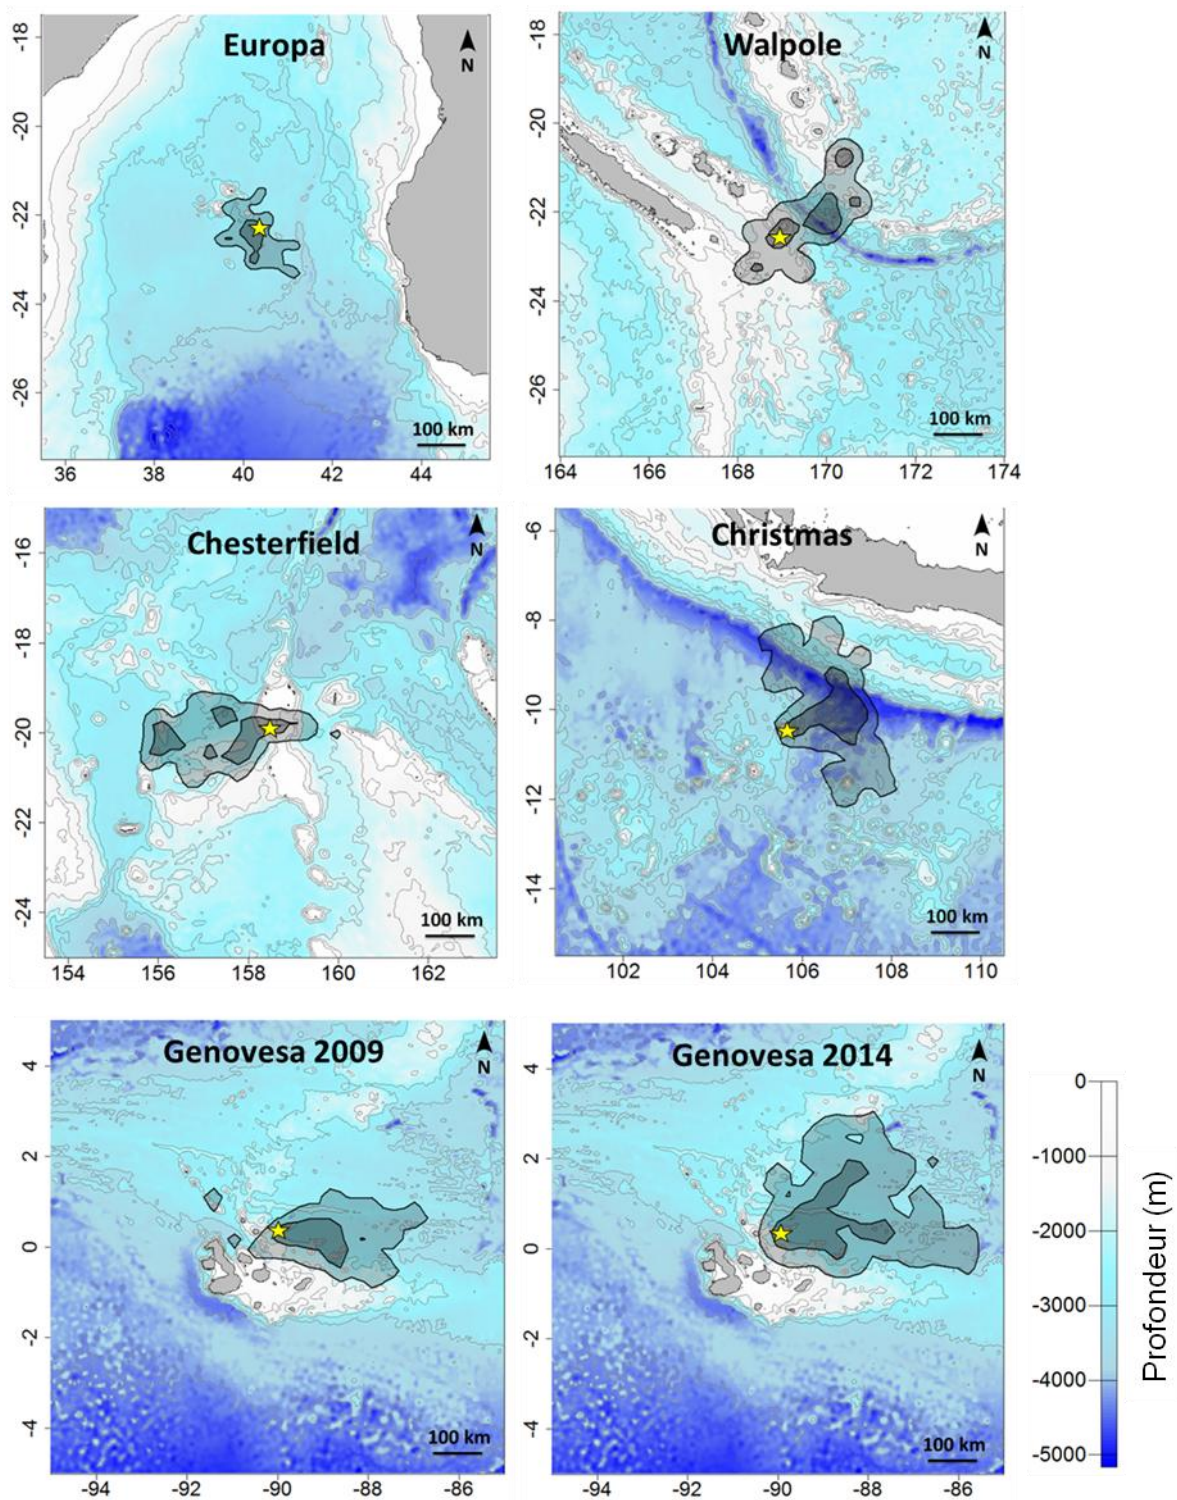 Europa
N
-18
-20
-22
-24
-26
100 km
36 38 40 42 44
Walpole
N
-18
-20
-22
-24
-26
100 km
164 166 168 170 172 174
Chesterfield
N
-16
-18
-20
-22
-24
100 km
154 156 158 160 162
Christmas
N
-6
-8
-10
-12
-14
100 km
102 104 106 108 110
Genovesa 2009
N
4
2
0
-2
-4
100 km
-94 -92 -90 -88 -86
Genovesa 2014
N
4
2
0
-2
-4
100 km
-94 -92 -90 -88 -86
0
-1000
-2000
-3000
-4000
-5000
Profondeur (m)